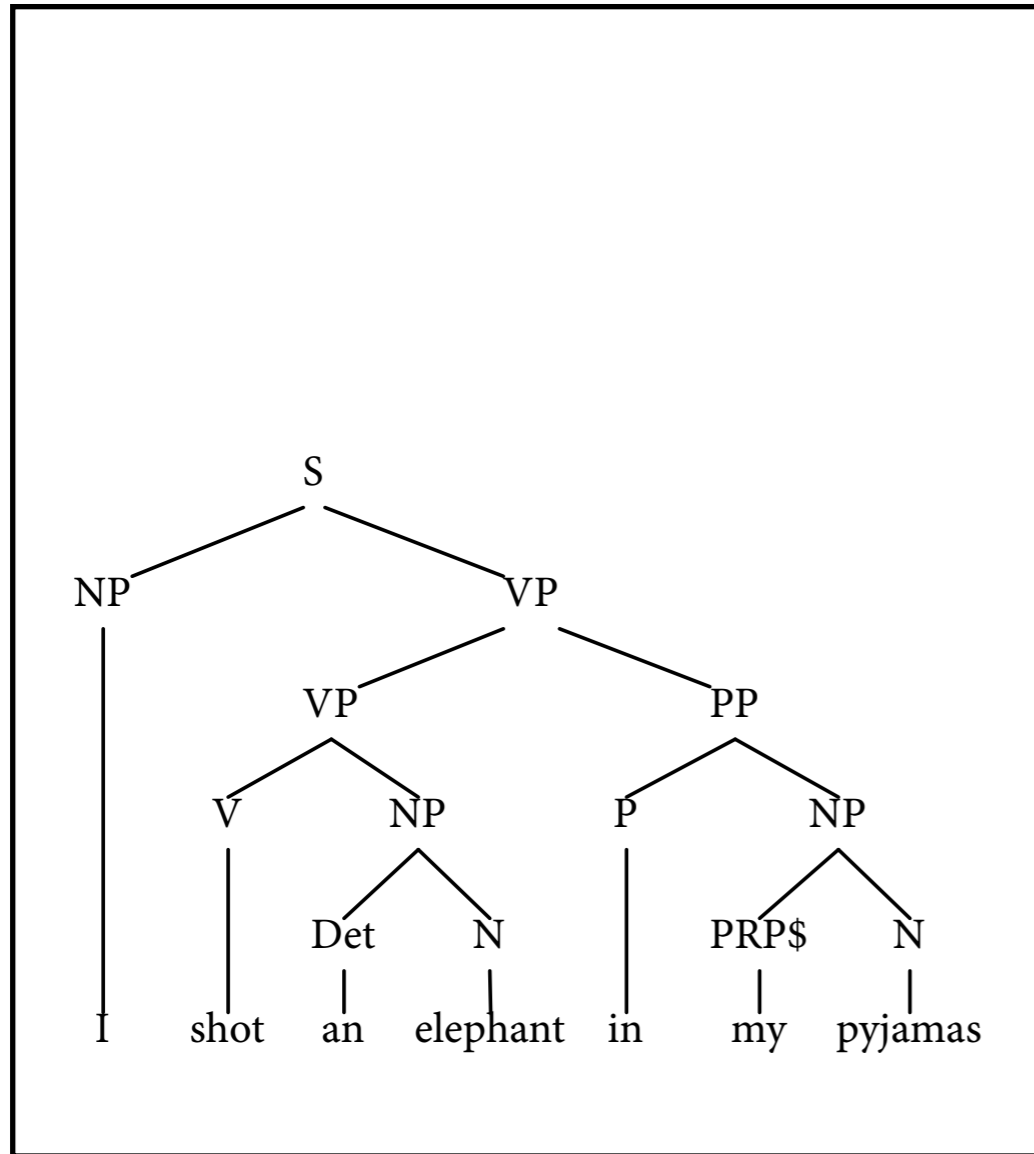 S
NP VP
VP PP
V NP P NP
Det N PRP$ N
I shot an elephant in my pyjamas